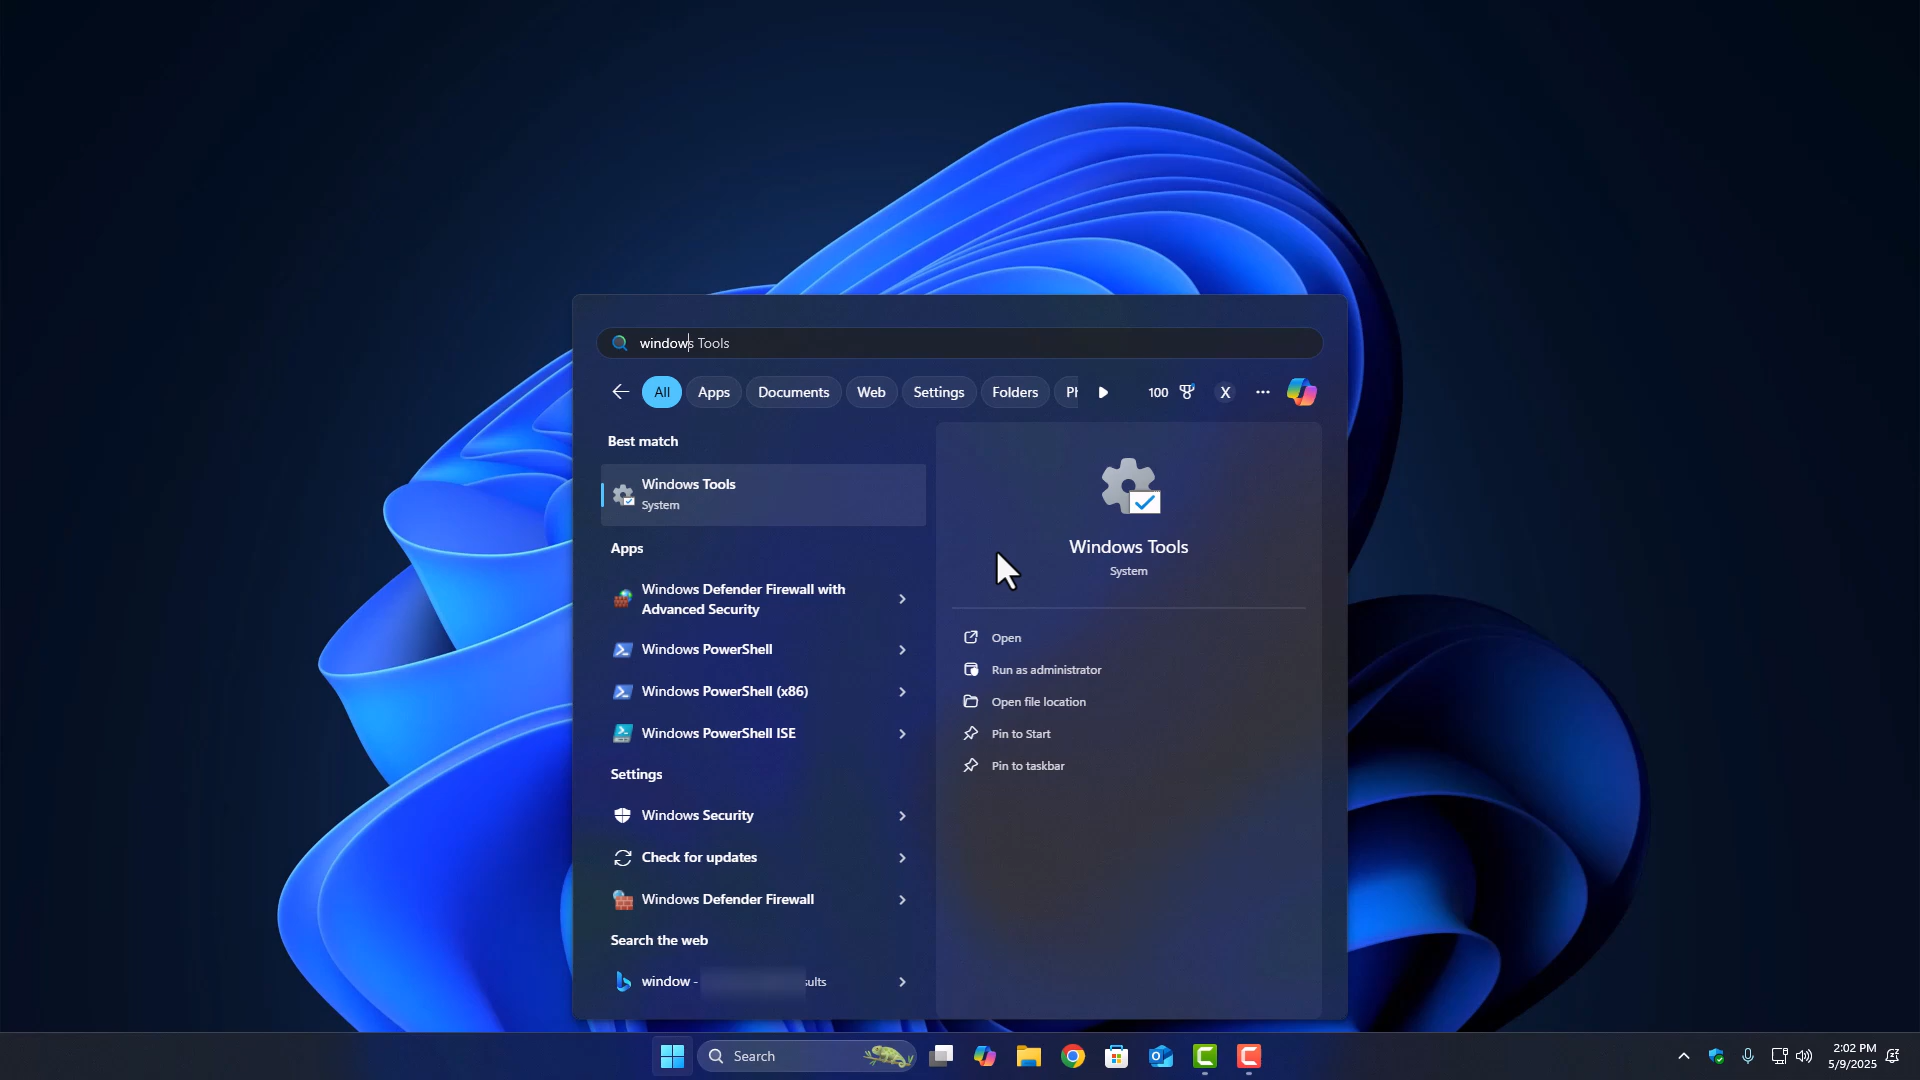 windows Tools
All Apps Documents Web Settings Folders 100 X
Best match
Windows Tools
System
Apps
Windows Defender Firewall with
Advanced Security
Windows PowerShell
Windows PowerShell (x86)
Windows PowerShell ISE
Settings
Windows Security
Check for updates
Windows Defender Firewall
Search the web
window -
Windows Tools
System
Open
Run as administrator
Open file location
Pin to Start
Pin to taskbar
Search
2:02 PM
5/9/2025